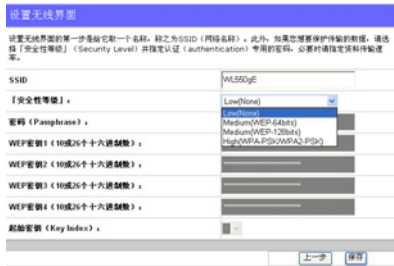 设置无线界面
设置无线界面的第一步是给它取一个名称，称之为SSID（网络名称）。此外，如果您想要保护传输的数据，请选
择「安全性等级」（Security Level）并指定认证（authentication）专用的密码，必要时请指定资料传输速
率。
SSID
WL550gE
「安全性等级」：
Low(None)
Low(None)
Medium(WEP-64bits)
Medium(WEP-128bits)
High(WPA-PSK/WPA2-PSK)
密码（Passphrase）：
WEP密钥1（10或26个十六进制数）：
WEP密钥2（10或26个十六进制数）：
WEP密钥3（10或26个十六进制数）：
WEP密钥4（10或26个十六进制数）：
起始密钥（Key Index）：
上一步
保存